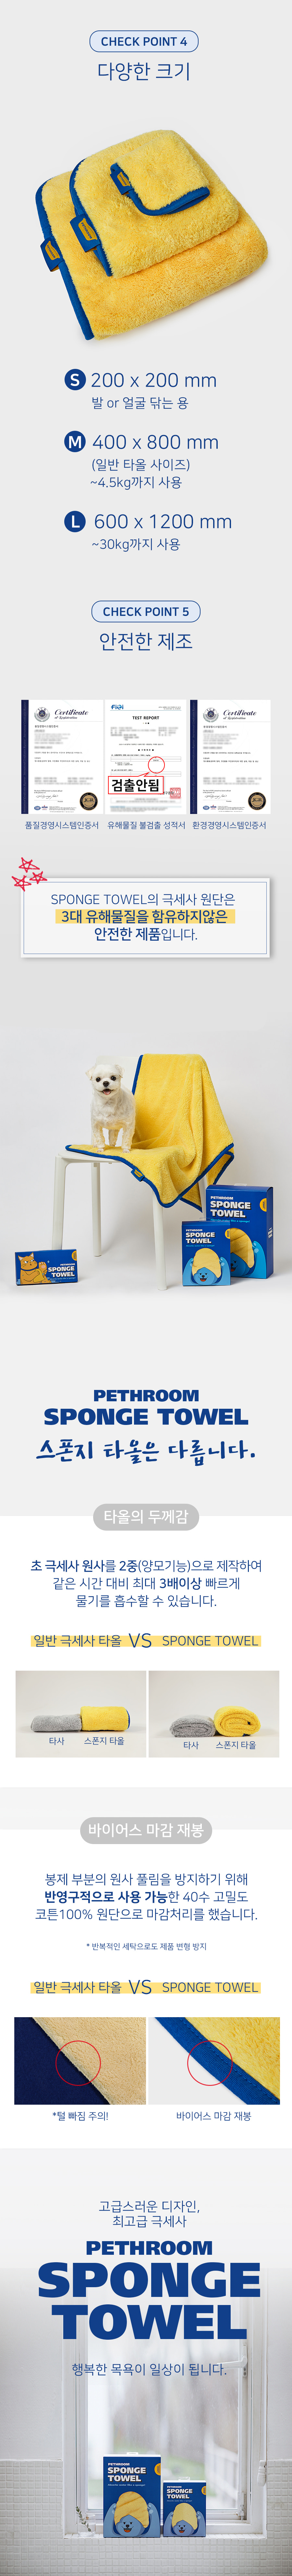 CHECK POINT 4
다양한 크기
S 200 x 200 mm
발 or 얼굴 닦는 용
M 400 x 800 mm
(일반 타올 사이즈)
~4.5kg까지 사용
L 600 x 1200 mm
~30kg까지 사용
CHECK POINT 5
안전한 제조
Certificate
of Registration
TEST REPORT
Certificate
of Registration
검출안됨
품질경영시스템인증서 유해물질 불검출 성적서 환경경영시스템인증서
SPONGE TOWEL의 극세사 원단은
3대 유해물질을 함유하지않은
안전한 제품입니다.
PETHROOM
SPONGE
TOWEL
PETHROOM
SPONGE
TOWEL
PETHROOM
SPONGE
TOWEL
PETHROOM
SPONGE TOWEL
스폰지 타올은 다릅니다.
타올의 두께감
초 극세사 원사를 2중(양모기능)으로 제작하여
같은 시간 대비 최대 3배이상 빠르게
물기를 흡수할 수 있습니다.
일반 극세사 타올 VS SPONGE TOWEL
타사 스폰지 타올
타사 스폰지 타올
바이어스 마감 재봉
봉제 부분의 원사 풀림을 방지하기 위해
반영구적으로 사용 가능한 40수 고밀도
코튼100% 원단으로 마감처리를 했습니다.
* 반복적인 세탁으로도 제품 변형 방지
일반 극세사 타올 VS SPONGE TOWEL
*털 빠짐 주의!
바이어스 마감 재봉
고급스러운 디자인,
최고급 극세사
PETHROOM
SPONGE
TOWEL
행복한 목욕이 일상이 됩니다.
PETHROOM
SPONGE
TOWEL
PETHROOM
SPONGE
TOWEL